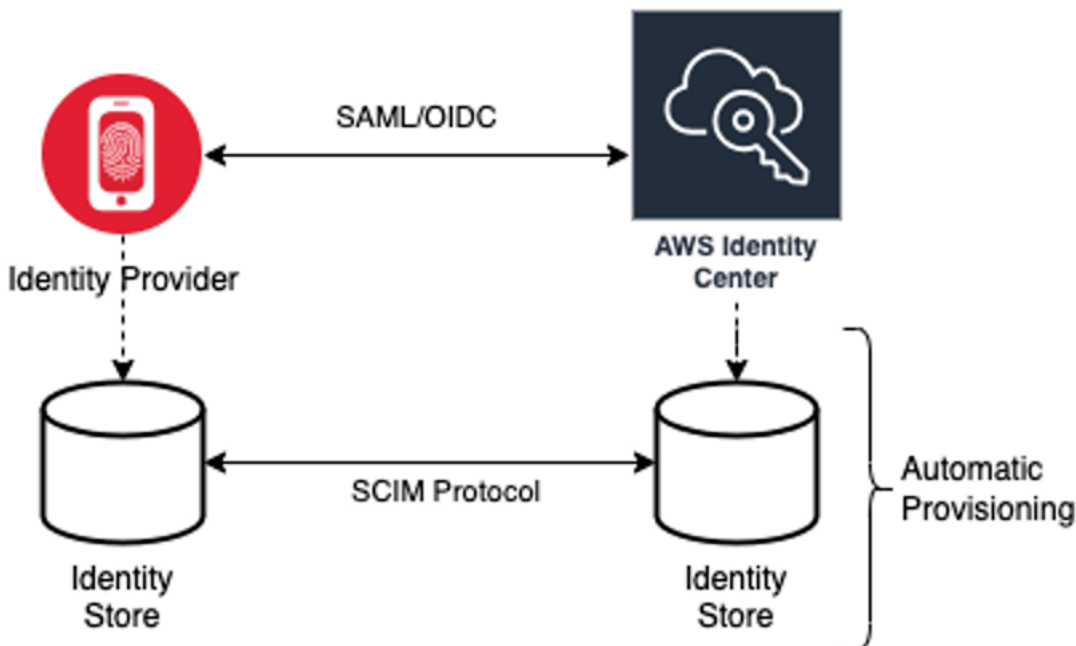 SAML/OIDC
AWS Identity
Center
Identity Provider
SCIM Protocol
Automatic
Provisioning
Identity
Store
Identity
Store